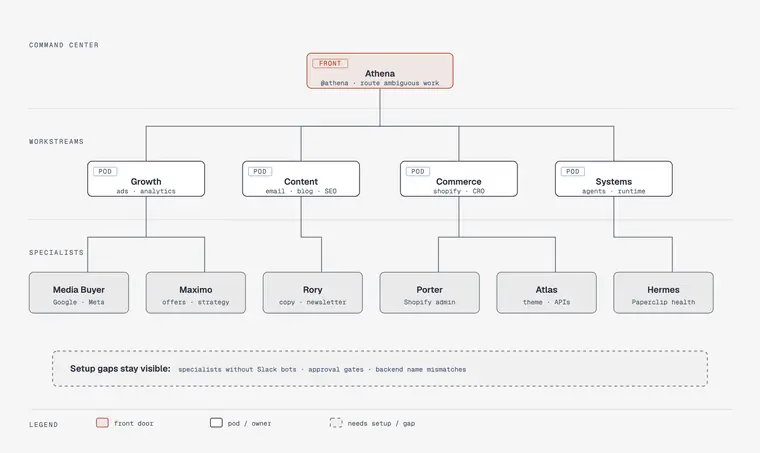 COMMAND CENTER
FRONT
Athena
@athena · route ambiguous work
WORKSTREAMS
POD
Growth
ads · analytics
POD
Content
email · blog · SEO
POD
Commerce
shopify · CRO
POD
Systems
agents · runtime
SPECIALISTS
Media Buyer
Google · Meta
Maximo
offers · strategy
Rory
copy · newsletter
Porter
Shopify admin
Atlas
theme · APIs
Hermes
Paperclip health
Setup gaps stay visible: specialists without Slack bots · approval gates · backend name mismatches
LEGEND
front door
pod / owner
needs setup / gap